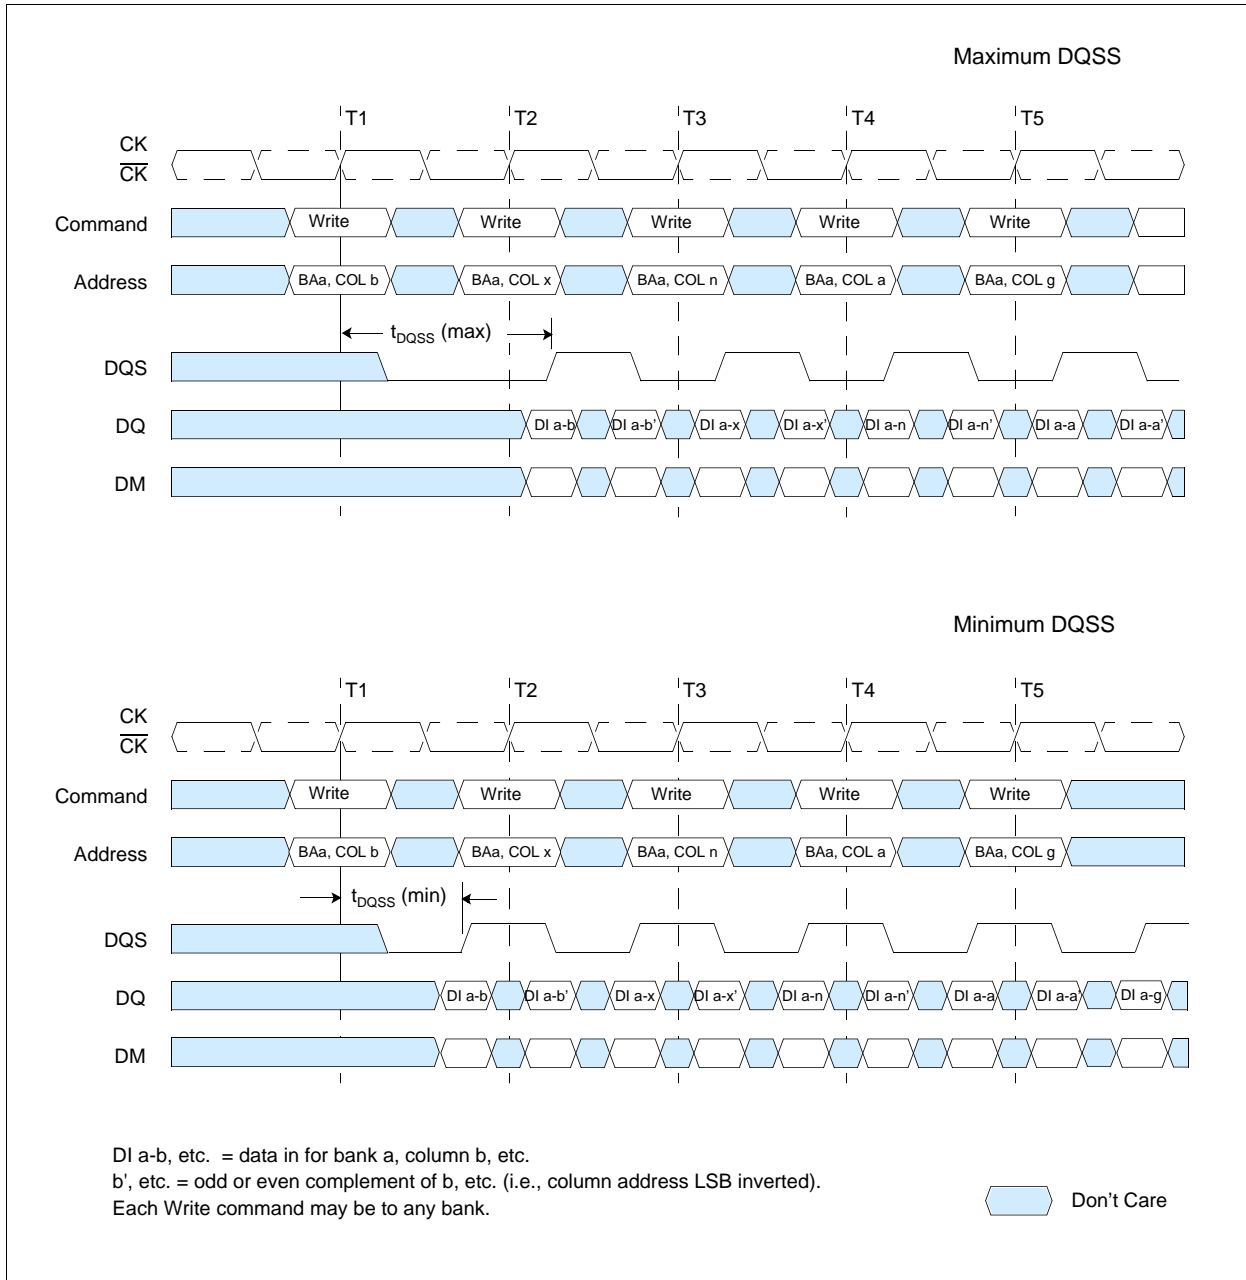 Maximum DQSS
T1 T2 T3 T4 T5
CK
CK
Command Write Write Write Write Write
Address BAa, COL b BAa, COL x BAa, COL n BAa, COL a BAa, COL g
tDQSS (max)
DQS
DQ DI a-b DI a-b’ DI a-x DI a-x’ DI a-n DI a-n’ DI a-a DI a-a’
DM
Minimum DQSS
T1 T2 T3 T4 T5
CK
CK
Command Write Write Write Write Write
Address BAa, COL b BAa, COL x BAa, COL n BAa, COL a BAa, COL g
tDQSS (min)
DQS
DQ DI a-b DI a-b’ DI a-x DI a-x’ DI a-n DI a-n’ DI a-a DI a-a’ DI a-g
DM
DI a-b, etc. = data in for bank a, column b, etc.
b', etc. = odd or even complement of b, etc. (i.e., column address LSB inverted).
Each Write command may be to any bank.
Don't Care